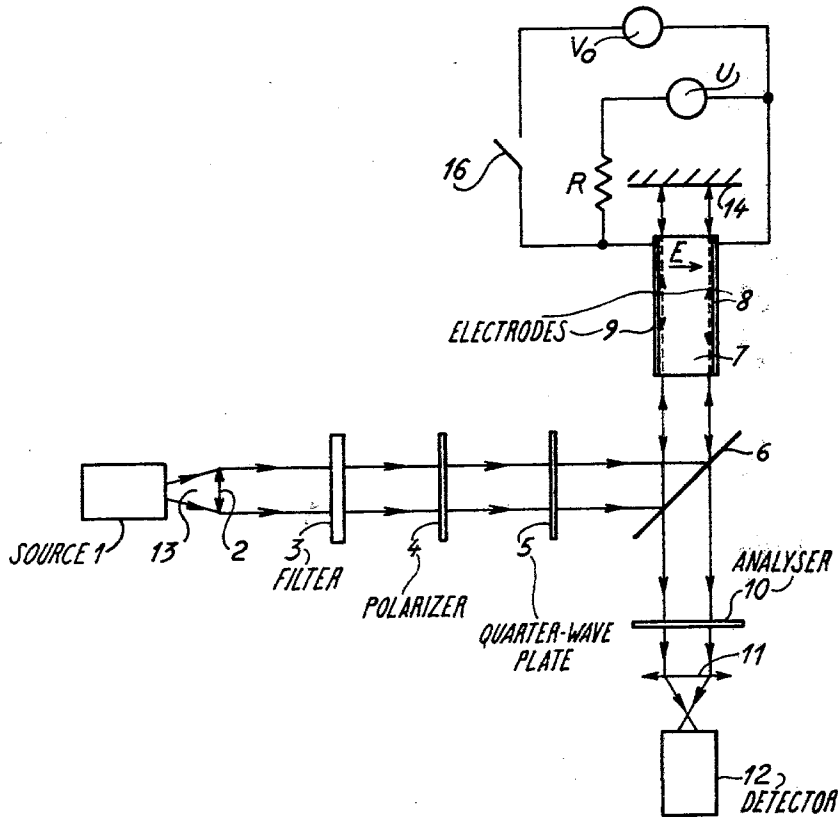 V0
U
16
R
14
E
8
ELECTRODES 9
7
6
SOURCE 1
13
2
3
FILTER
4
POLARIZER
5
QUARTER-WAVE
PLATE
ANALYSER
10
11
12
DETECTOR